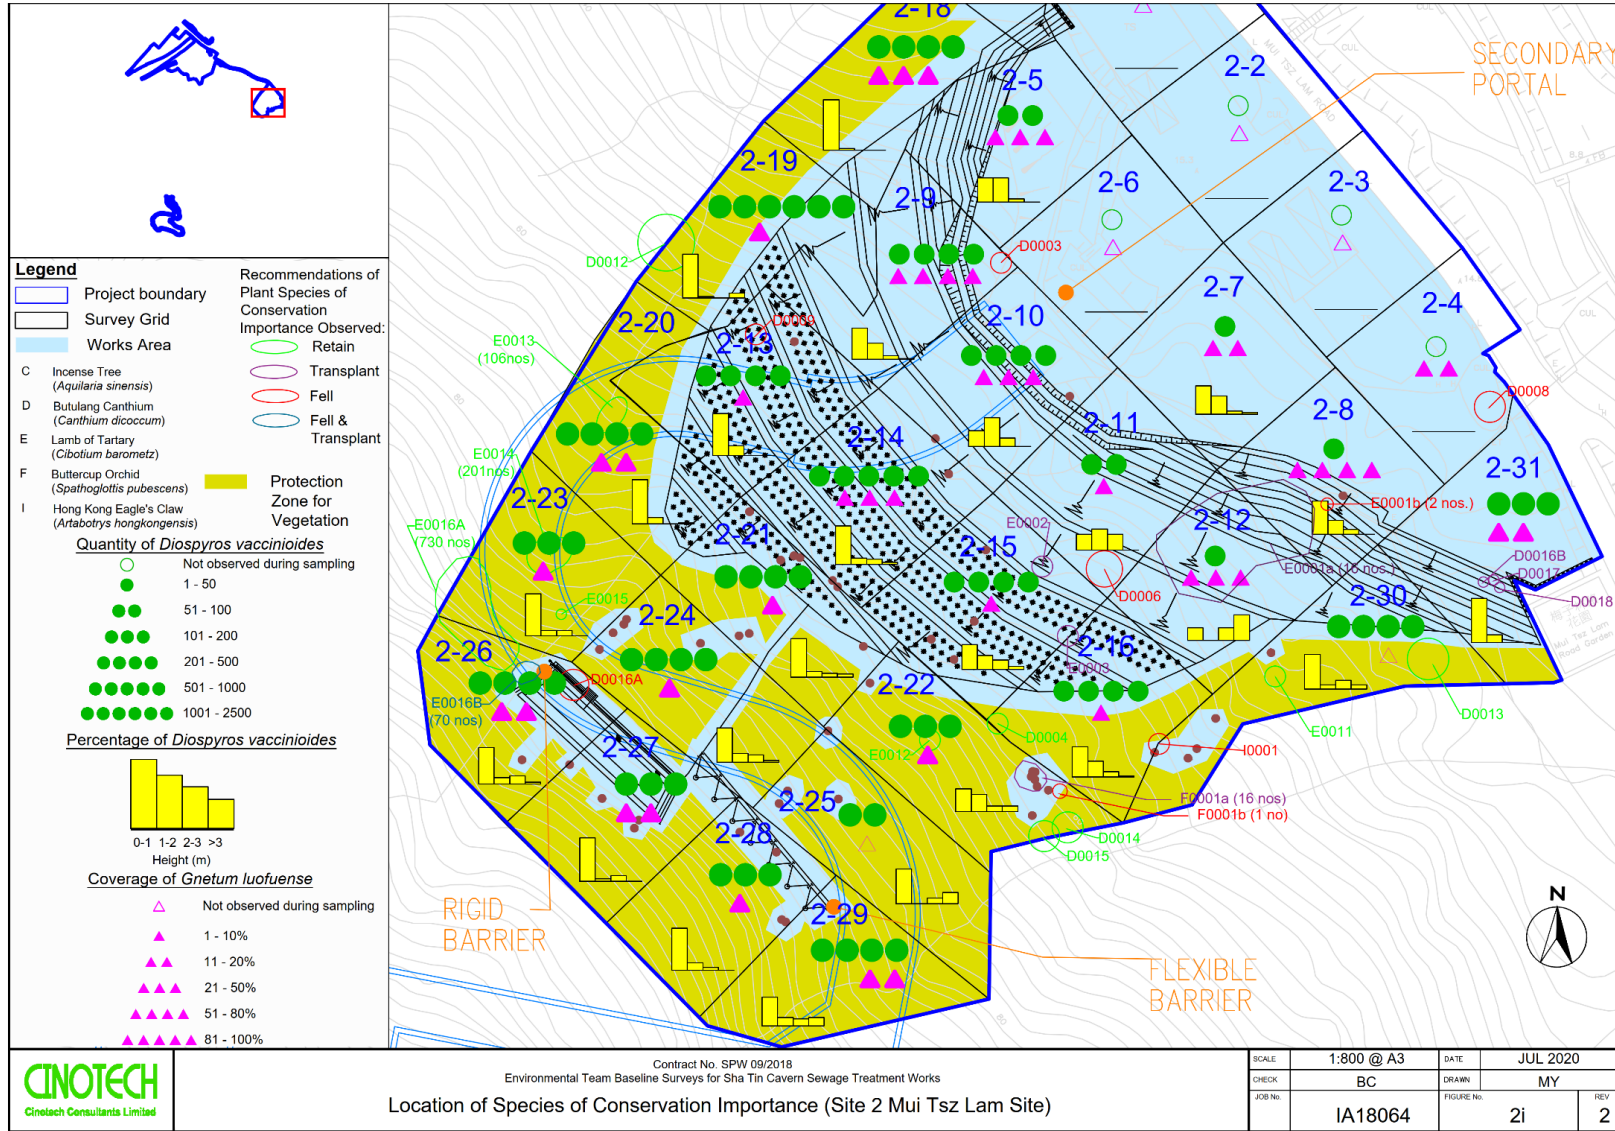 Legend
Project boundary
Survey Grid
Works Area
C Incense Tree
(Aquilaria sinensis)
D Butulang Canthium
(Canthium dicoccum)
E Lamb of Tartary
(Cibotium barometz)
F Buttercup Orchid
(Spathoglottis pubescens)
I Hong Kong Eagle's Claw
(Artabotrys hongkongensis)
Recommendations of
Plant Species of
Conservation
Importance Observed:
Retain
Transplant
Fell
Fell &
Transplant
Protection
Zone for
Vegetation
Quantity of Diospyros vaccinioides
Not observed during sampling
1 - 50
51 - 100
101 - 200
201 - 500
501 - 1000
1001 - 2500
Percentage of Diospyros vaccinioides
0-1 1-2 2-3 >3
Height (m)
Coverage of Gnetum luofuense
Not observed during sampling
1 - 10%
11 - 20%
21 - 50%
51 - 80%
81 - 100%
2-18
2-5
2-2
SECONDARY
PORTAL
MUI TSZ LAM ROAD
2-19
2-9
2-6
2-3
D0012
D0003
2-20
2-13
D0009
2-10
2-7
2-4
E0013
(106nos)
D0008
2-14
2-11
2-8
E0014
(201nos)
2-23
2-31
E0001b (2 nos.)
E0016A
(730 nos)
2-21
2-15
E0002
2-12
E0001a (16 nos.)
D0016B
D0017
D0018
D0006
E0015
2-24
2-30
Mui Tsz Lam
Road Garden
2-26
2-16
E0003
D0016A
2-22
E0016B
(70 nos)
D0013
E0011
D0004
E0012
I0001
2-27
2-25
F0001a (16 nos)
F0001b (1 no)
2-28
D0014
D0015
2-29
RIGID
BARRIER
FLEXIBLE
BARRIER
N
CINOTECH
Cinotech Consultants Limited
Contract No. SPW 09/2018
Environmental Team Baseline Surveys for Sha Tin Cavern Sewage Treatment Works
Location of Species of Conservation Importance (Site 2 Mui Tsz Lam Site)
SCALE 1:800 @ A3 DATE JUL 2020
CHECK BC DRAWN MY
JOB No. IA18064 FIGURE No. 2i REV 2